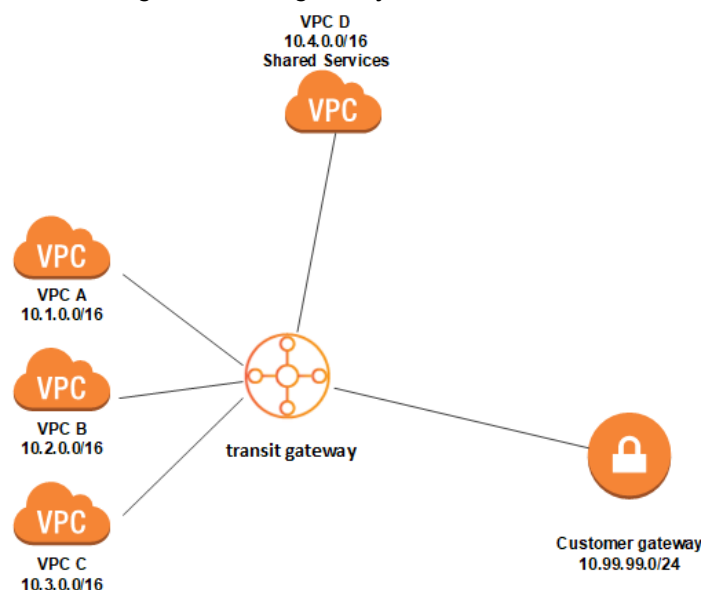 VPC D
10.4.0.0/16
Shared Services
VPC
VPC
VPC A
10.1.0.0/16
VPC
VPC B
10.2.0.0/16
transit gateway
VPC
VPC C
10.3.0.0/16
Customer gateway
10.99.99.0/24